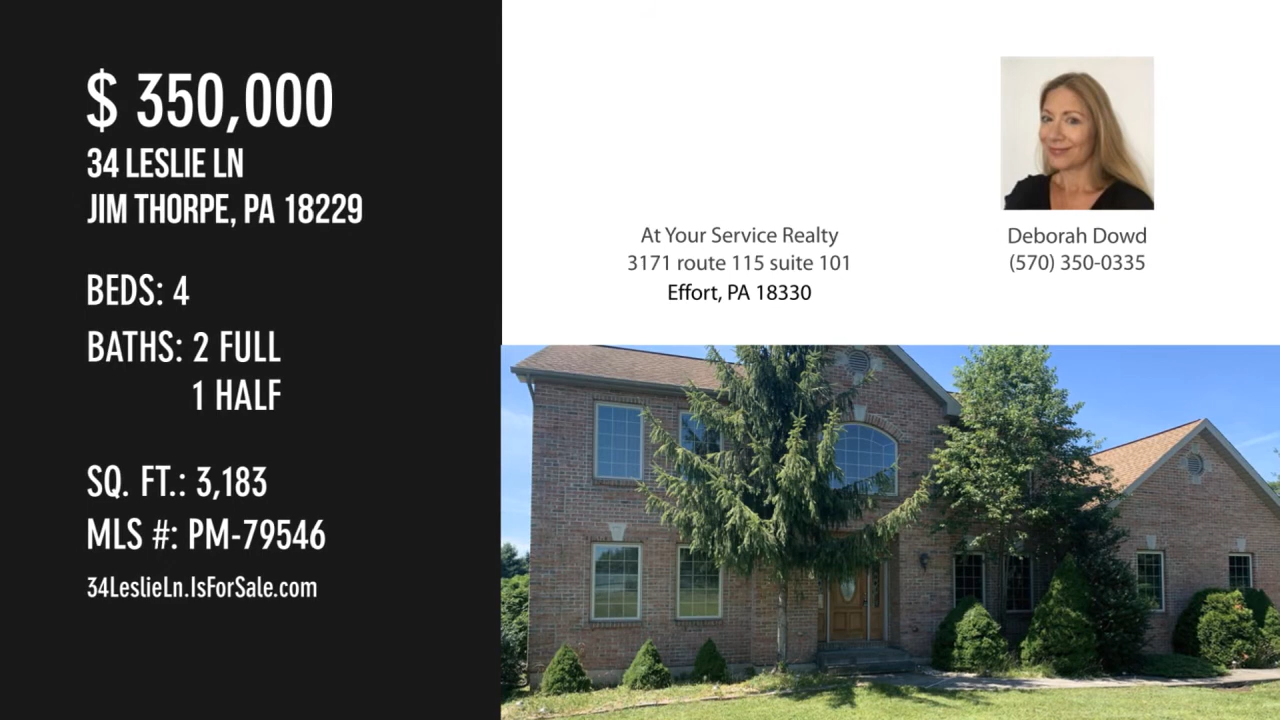 $ 350,000
34 LESLIE LN
JIM THORPE, PA 18229
BEDS: 4
BATHS: 2 FULL
1 HALF
SQ. FT.: 3,183
MLS #: PM-79546
34LeslieLn.IsForSale.com
At Your Service Realty
3171 route 115 suite 101
Effort, PA 18330
Deborah Dowd
(570) 350-0335